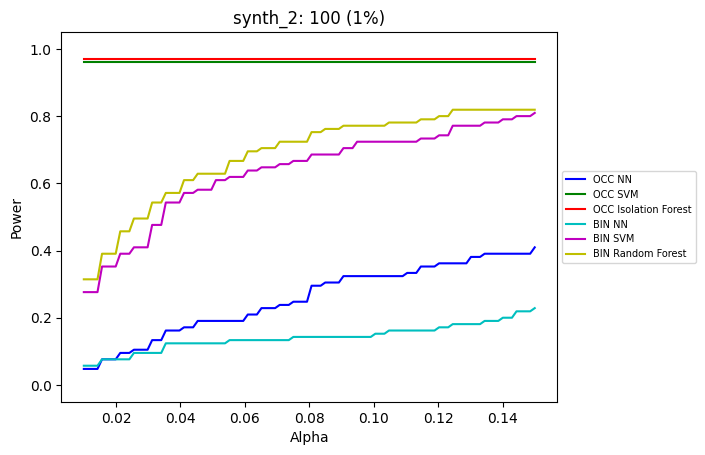 synth_2: 100 (1%)
1.0
0.8
0.6
0.4
0.2
0.0
Power
0.02 0.04 0.06 0.08 0.10 0.12 0.14
Alpha
OCC NN
OCC SVM
OCC Isolation Forest
BIN NN
BIN SVM
BIN Random Forest